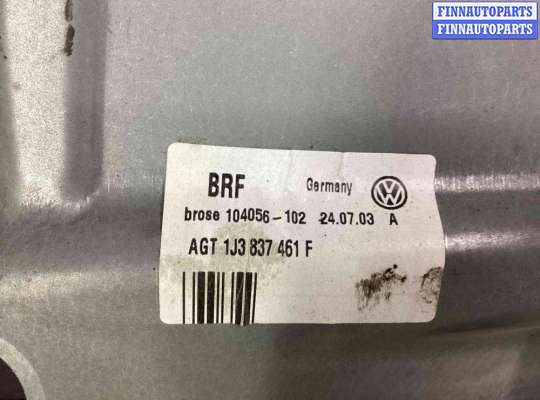 FINNAUTOPARTS
FINNAUTOPARTS
BRF Germany
brose 104056-102 24.07.03 A
AGT 1J3 837 461 F